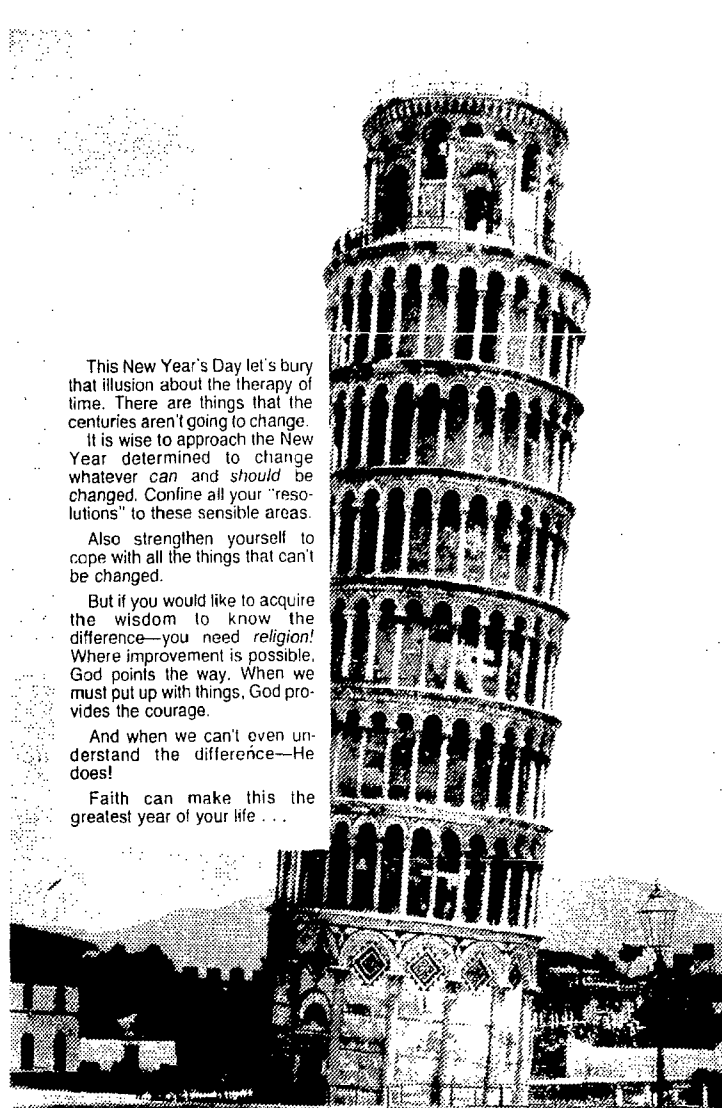 This New Year's Day let's bury
that illusion about the therapy of
time. There are things that the
centuries aren't going to change.
It is wise to approach the New
Year determined to change
whatever can and should be
changed. Confine all your "reso-
lutions" to these sensible areas.
Also strengthen yourself to
cope with all the things that can't
be changed.
But if you would like to acquire
the wisdom to know the
difference—you need religion!
Where improvement is possible,
God points the way. When we
must put up with things, God pro-
vides the courage.
And when we can't even un-
derstand the difference—He
does!
Faith can make this the
greatest year of your life . . .